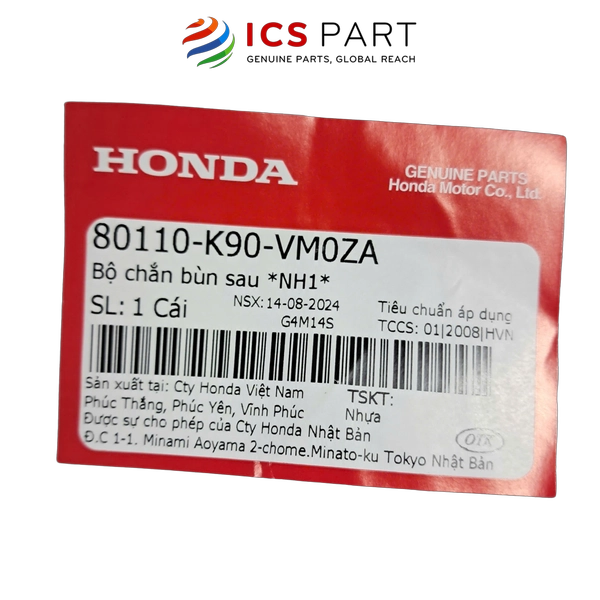 ICS PART
GENUINE PARTS, GLOBAL REACH
HONDA
GENUINE PARTS
Honda Motor Co., Ltd.
80110-K90-VM0ZA
Bộ chắn bùn sau *NH1*
SL: 1 Cái
NSX: 14-08-2024
G4M14S
Tiêu chuẩn áp dụng
TCCS: 01|2008|HVN
Sản xuất tại: Cty Honda Việt Nam
Phúc Thắng, Phúc Yên, Vĩnh Phúc
Được sự cho phép của Cty Honda Nhật Bản
Đ.C 1-1. Minami Aoyama 2-chome.Minato-ku Tokyo Nhật Bản
TSKT:
Nhựa